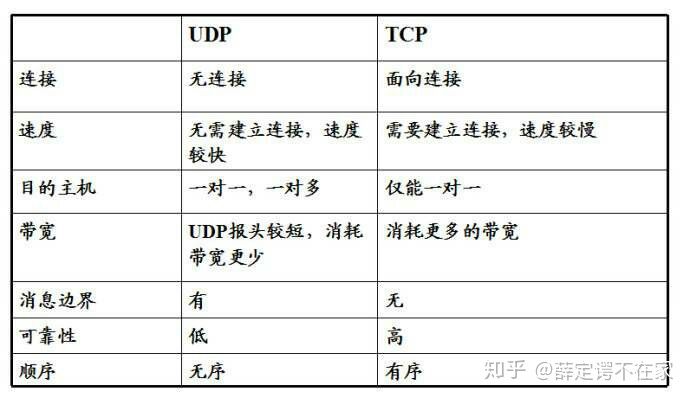 UDP TCP
连接 无连接 面向连接
速度 无需建立连接，速度 需要建立连接，速度较慢
较快
目的主机 一对一，一对多 仅能一对一
带宽 UDP报头较短，消耗 消耗更多的带宽
带宽更少
消息边界 有 无
可靠性 低 高
顺序 无序 有序
知乎 @薛定谔不在家